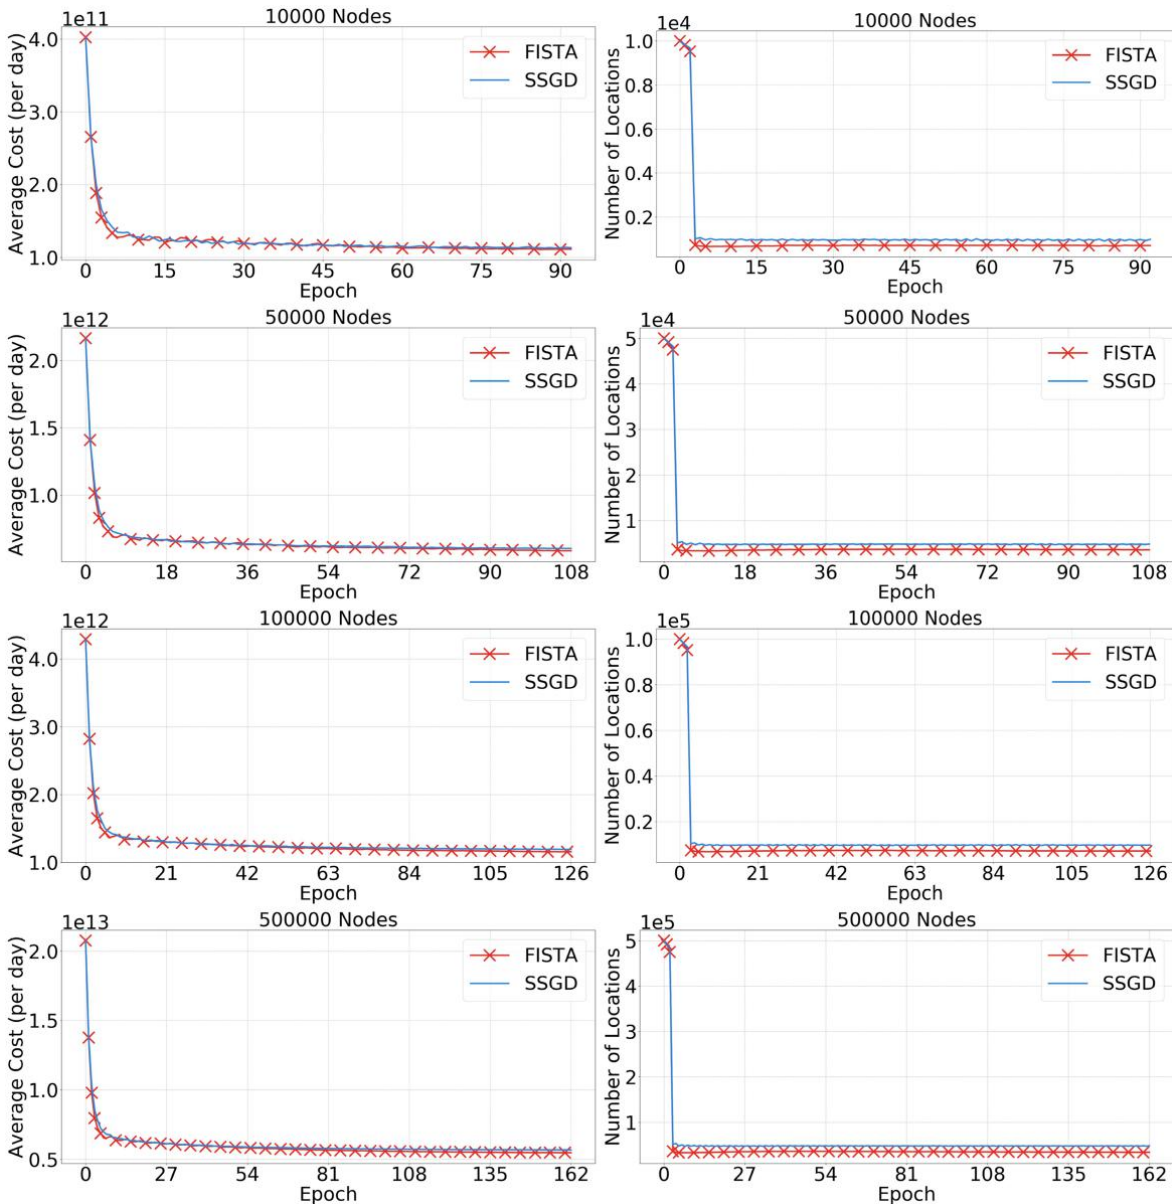 10000 Nodes
1e11
Average Cost (per day)
4.0
3.0
2.0
1.0
FISTA
SSGD
0 15 30 45 60 75 90
Epoch
10000 Nodes
1e4
Number of Locations
1.0
0.8
0.6
0.4
0.2
FISTA
SSGD
0 15 30 45 60 75 90
Epoch
50000 Nodes
1e12
Average Cost (per day)
2.0
1.5
1.0
FISTA
SSGD
0 18 36 54 72 90 108
Epoch
50000 Nodes
1e4
Number of Locations
5
4
3
2
1
FISTA
SSGD
0 18 36 54 72 90 108
Epoch
100000 Nodes
1e12
Average Cost (per day)
4.0
3.0
2.0
1.0
FISTA
SSGD
0 21 42 63 84 105 126
Epoch
100000 Nodes
1e5
Number of Locations
1.0
0.8
0.6
0.4
0.2
FISTA
SSGD
0 21 42 63 84 105 126
Epoch
500000 Nodes
1e13
Average Cost (per day)
2.0
1.5
1.0
0.5
FISTA
SSGD
0 27 54 81 108 135 162
Epoch
500000 Nodes
1e5
Number of Locations
5
4
3
2
1
FISTA
SSGD
0 27 54 81 108 135 162
Epoch